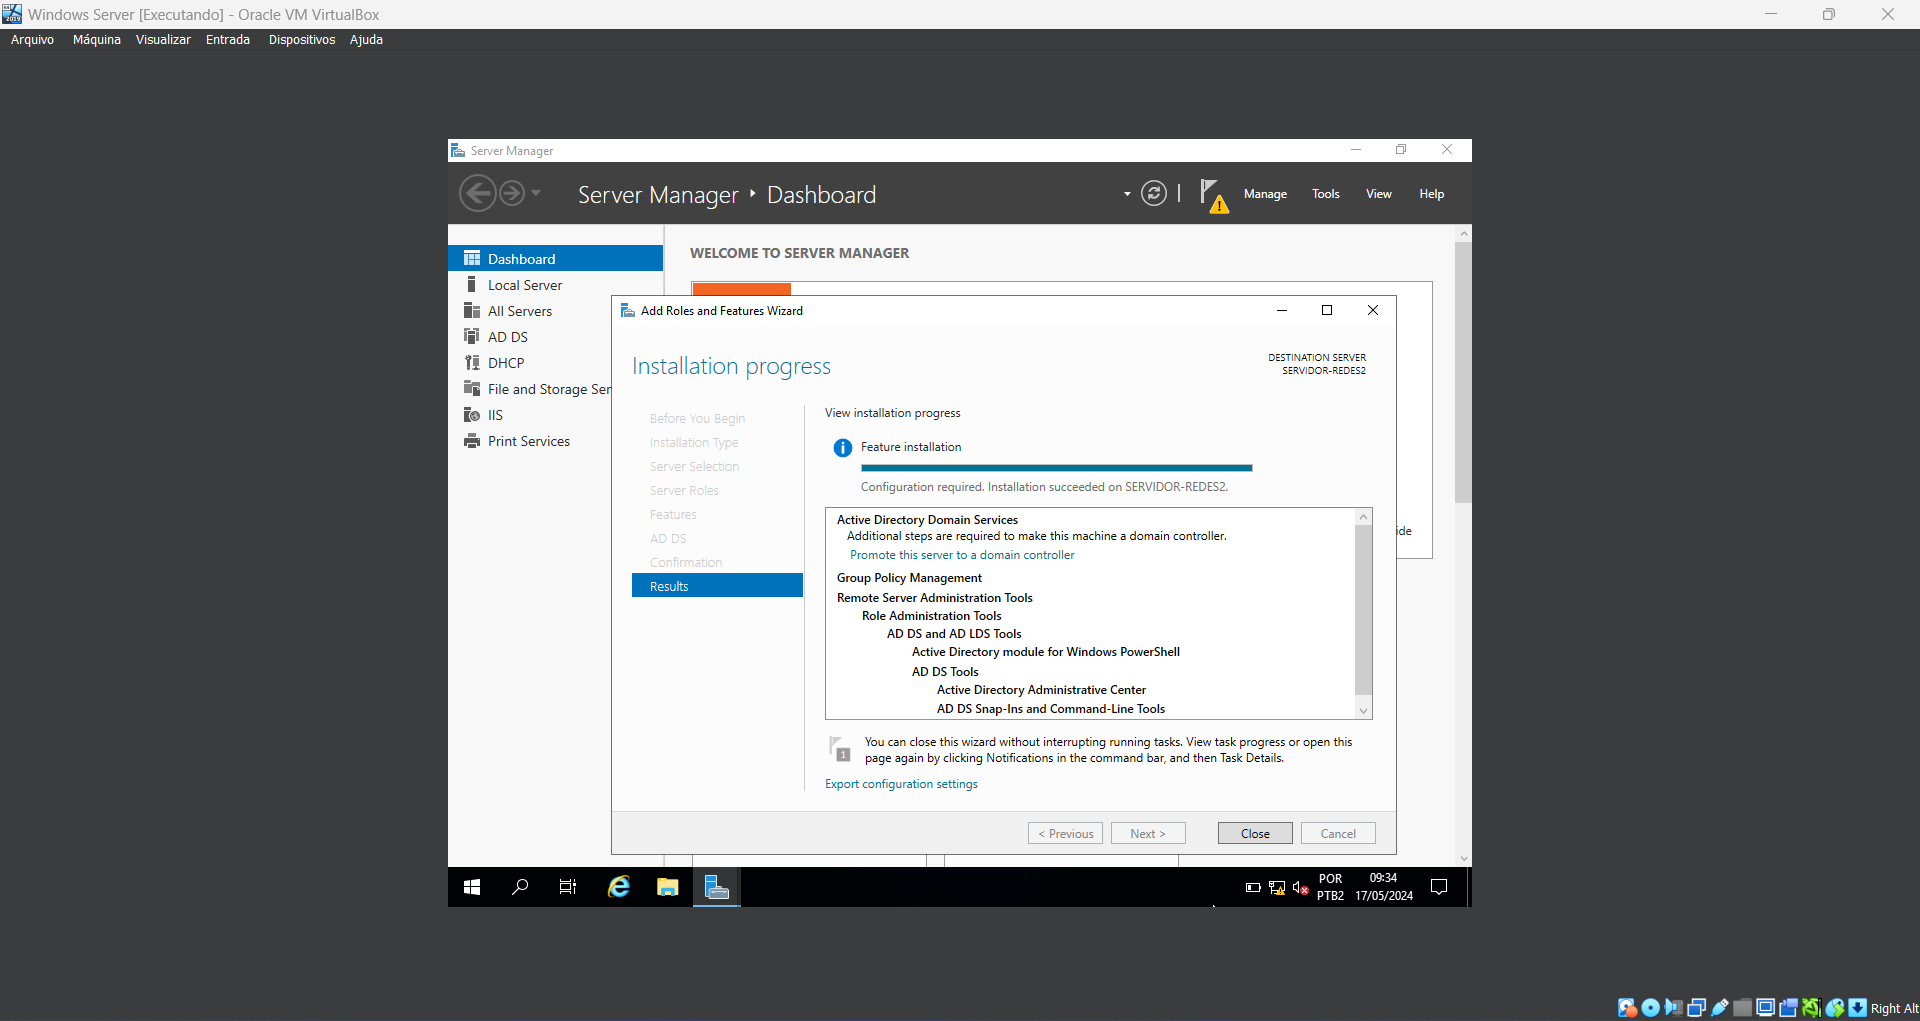 Windows Server [Executando] - Oracle VM VirtualBox
Arquivo Máquina Visualizar Entrada Dispositivos Ajuda
Server Manager
Server Manager Dashboard
Manage Tools View Help
Dashboard
Local Server
All Servers
AD DS
DHCP
File and Storage Ser
IIS
Print Services
WELCOME TO SERVER MANAGER
ide
Add Roles and Features Wizard
Installation progress
DESTINATION SERVER
SERVIDOR-REDES2
Before You Begin
Installation Type
Server Selection
Server Roles
Features
AD DS
Confirmation
Results
View installation progress
Feature installation
Configuration required. Installation succeeded on SERVIDOR-REDES2.
Active Directory Domain Services
Additional steps are required to make this machine a domain controller.
Promote this server to a domain controller
Group Policy Management
Remote Server Administration Tools
Role Administration Tools
AD DS and AD LDS Tools
Active Directory module for Windows PowerShell
AD DS Tools
Active Directory Administrative Center
AD DS Snap-Ins and Command-Line Tools
1
You can close this wizard without interrupting running tasks. View task progress or open this
page again by clicking Notifications in the command bar, and then Task Details.
Export configuration settings
< Previous Next > Close Cancel
POR
PTB2
09:34
17/05/2024
Right Alt